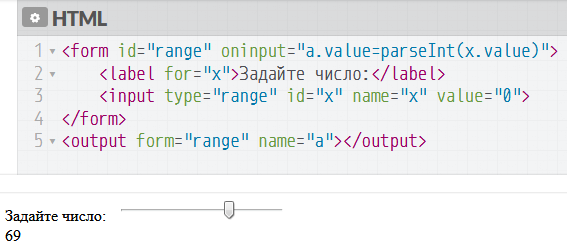 HTML
1 <form id="range" oninput="a.value=parseInt(x.value)">
2 <label for="x">Задайте число:</label>
3 <input type="range" id="x" name="x" value="0">
4 </form>
5 <output form="range" name="a"></output>
Задайте число:
69